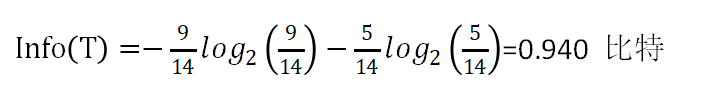 Info(T) =− 9/14 log₂ (9/14) − 5/14 log₂ (5/14)=0.940 比特